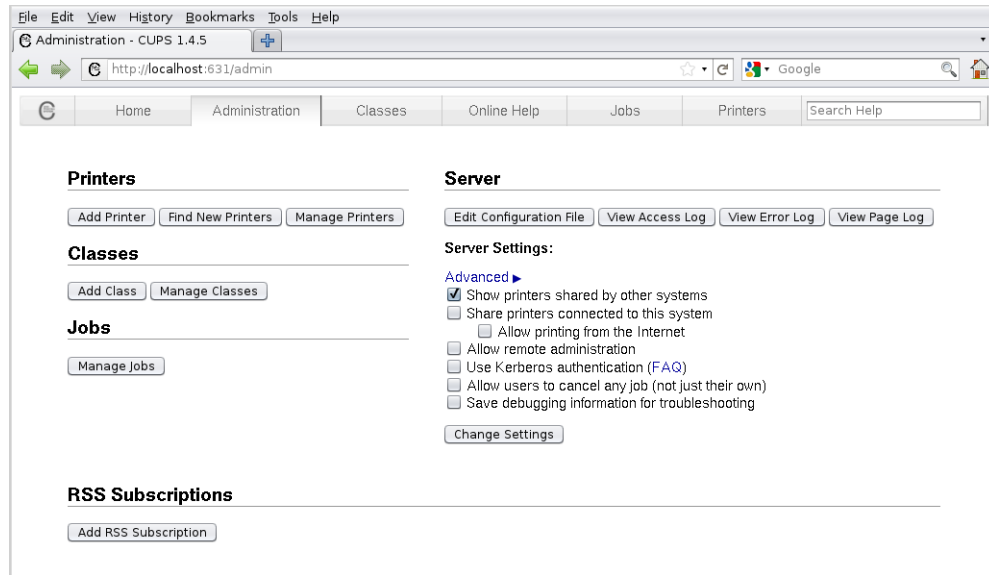 File Edit View History Bookmarks Tools Help
Administration - CUPS 1.4.5
http://localhost:631/admin
Google
Home Administration Classes Online Help Jobs Printers Search Help
Printers
Add Printer Find New Printers Manage Printers
Classes
Add Class Manage Classes
Jobs
Manage Jobs
Server
Edit Configuration File View Access Log View Error Log View Page Log
Server Settings:
Advanced ▶
Show printers shared by other systems
Share printers connected to this system
Allow printing from the Internet
Allow remote administration
Use Kerberos authentication (FAQ)
Allow users to cancel any job (not just their own)
Save debugging information for troubleshooting
Change Settings
RSS Subscriptions
Add RSS Subscription